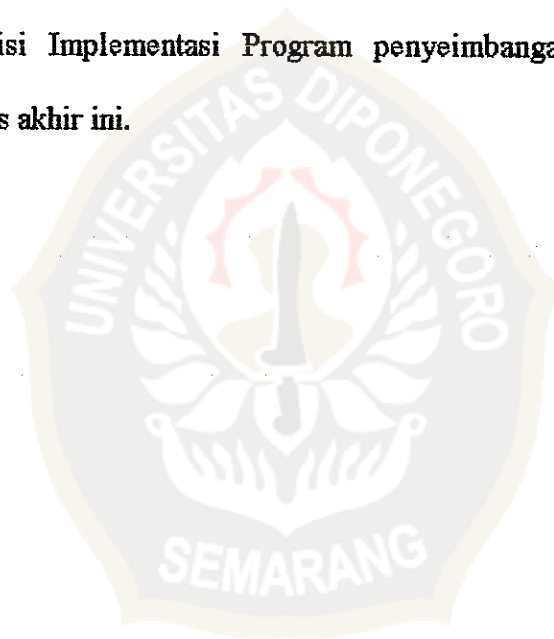 isi Implementasi Program penyeimbanga
s akhir ini.
UNIVERSITAS DIPONEGORO
SEMARANG